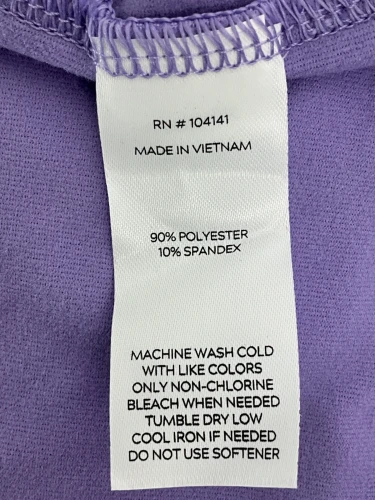 RN # 104141
MADE IN VIETNAM
90% POLYESTER
10% SPANDEX
MACHINE WASH COLD
WITH LIKE COLORS
ONLY NON-CHLORINE
BLEACH WHEN NEEDED
TUMBLE DRY LOW
COOL IRON IF NEEDED
DO NOT USE SOFTENER